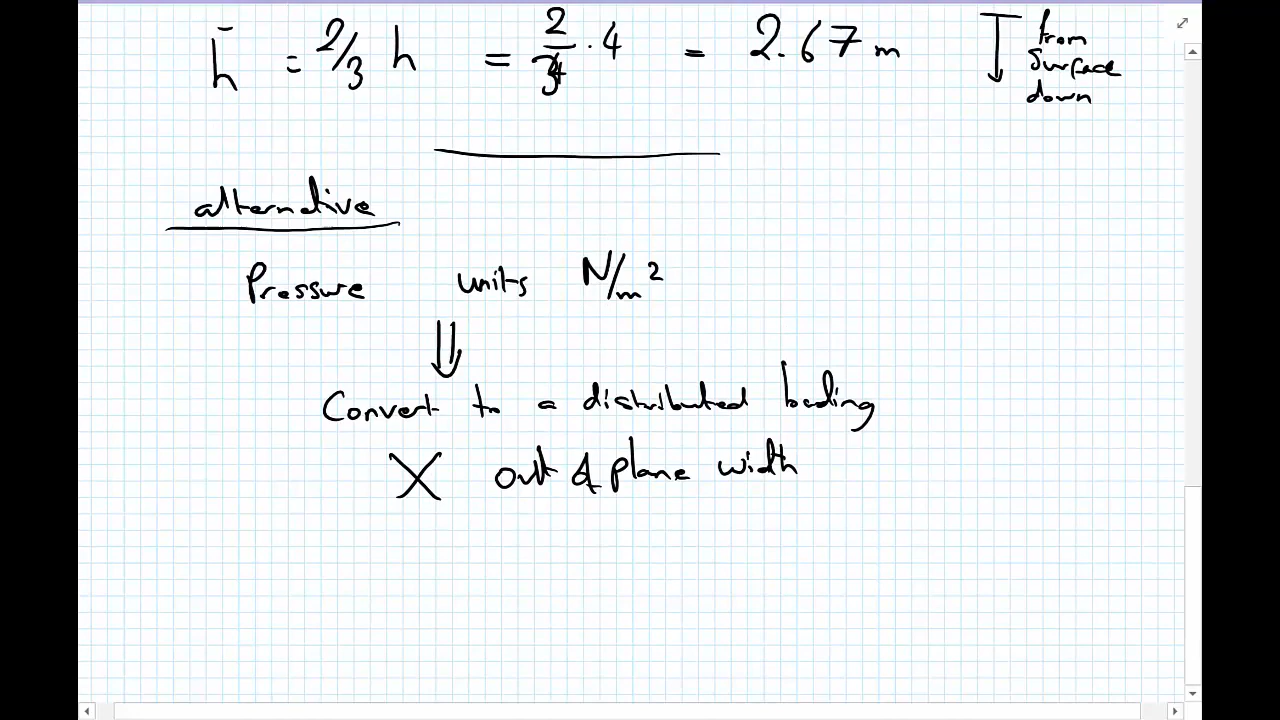 h̄ = 2/3 h = 2/3 · 4 = 2.67 m
from
surface
down
alternative
Pressure units N/m²
Convert to a distributed loading
X out of plane width